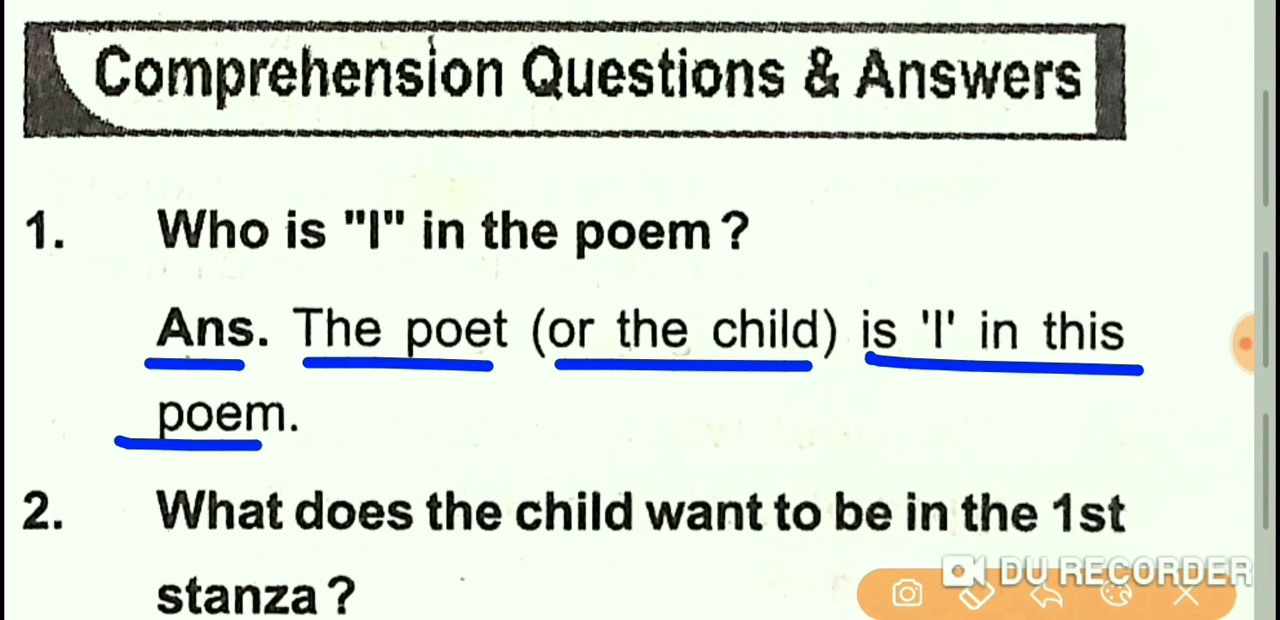 Comprehension Questions & Answers
1. Who is "I" in the poem ?
Ans. The poet (or the child) is 'I' in this
poem.
2. What does the child want to be in the 1st
stanza ?
DU RECORDER